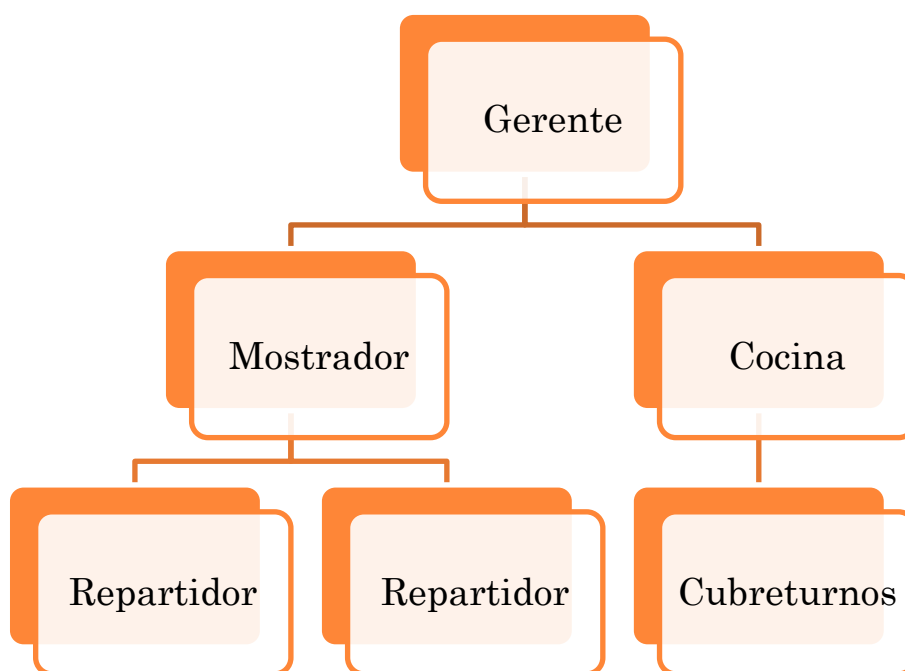 Gerente
Mostrador
Cocina
Repartidor
Repartidor
Cubreturnos